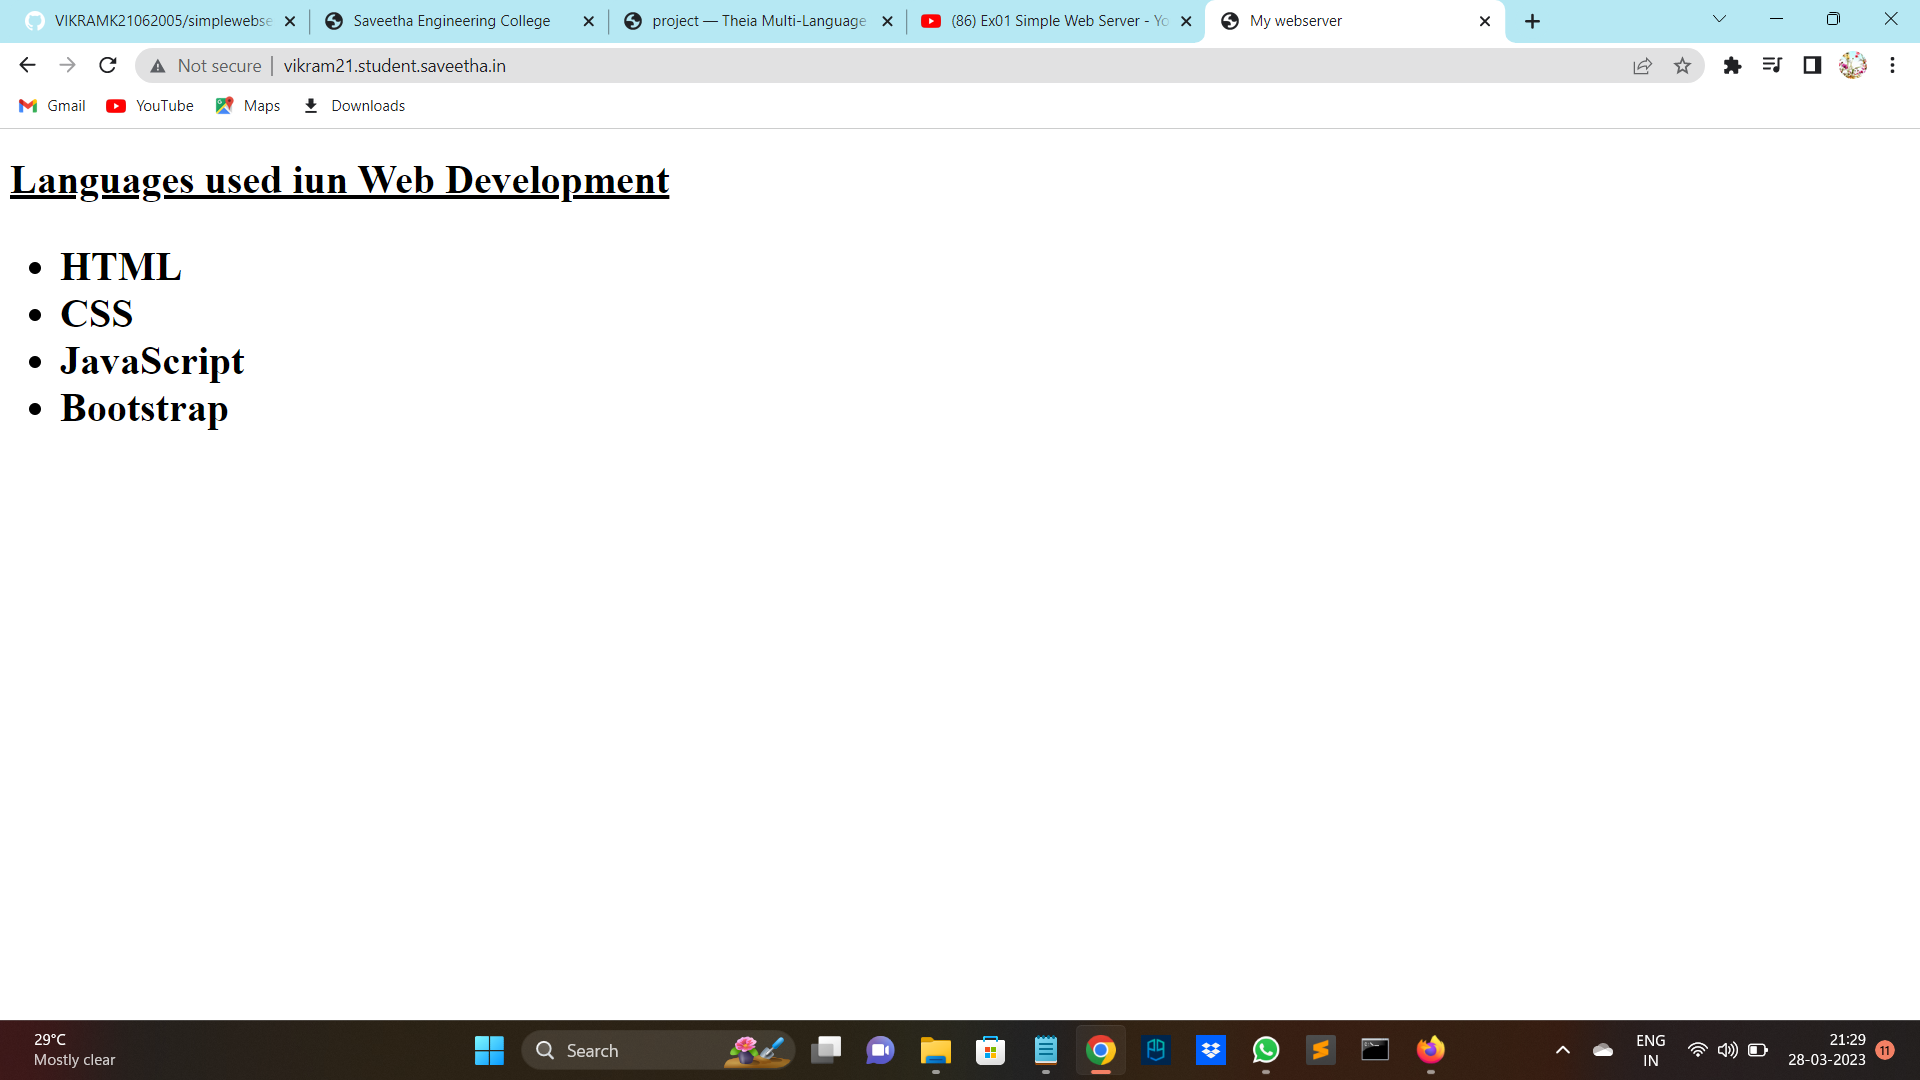 VIKRAMK21062005/simplewebse
Saveetha Engineering College
project — Theia Multi-Language
(86) Ex01 Simple Web Server - Yo
My webserver
Not secure
vikram21.student.saveetha.in
Gmail
YouTube
Maps
Downloads
Languages used iun Web Development
HTML
CSS
JavaScript
Bootstrap
29°C
Mostly clear
Search
ENG
IN
21:29
28-03-2023
11